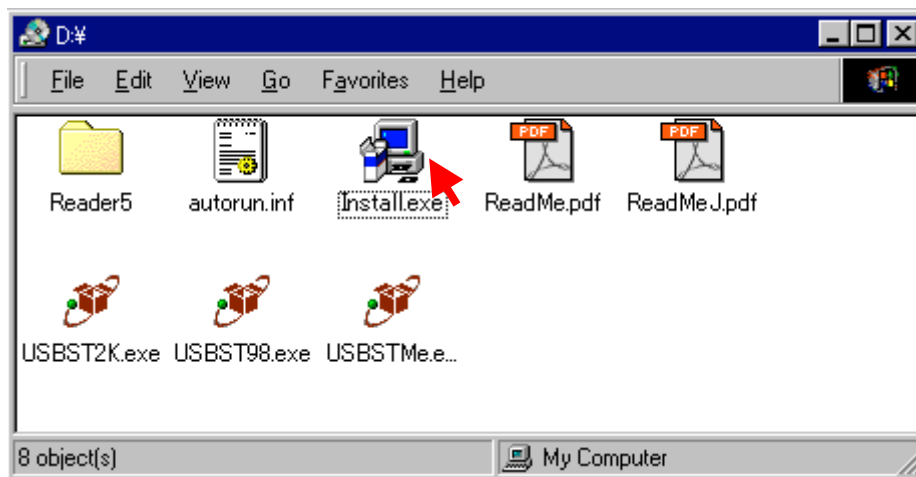 D:¥
File Edit View Go Favorites Help
PDF PDF
Reader5 autorun.inf Install.exe ReadMe.pdf ReadMeJ.pdf
USBST2K.exe USBST98.exe USBSTMe.e...
8 object(s) My Computer